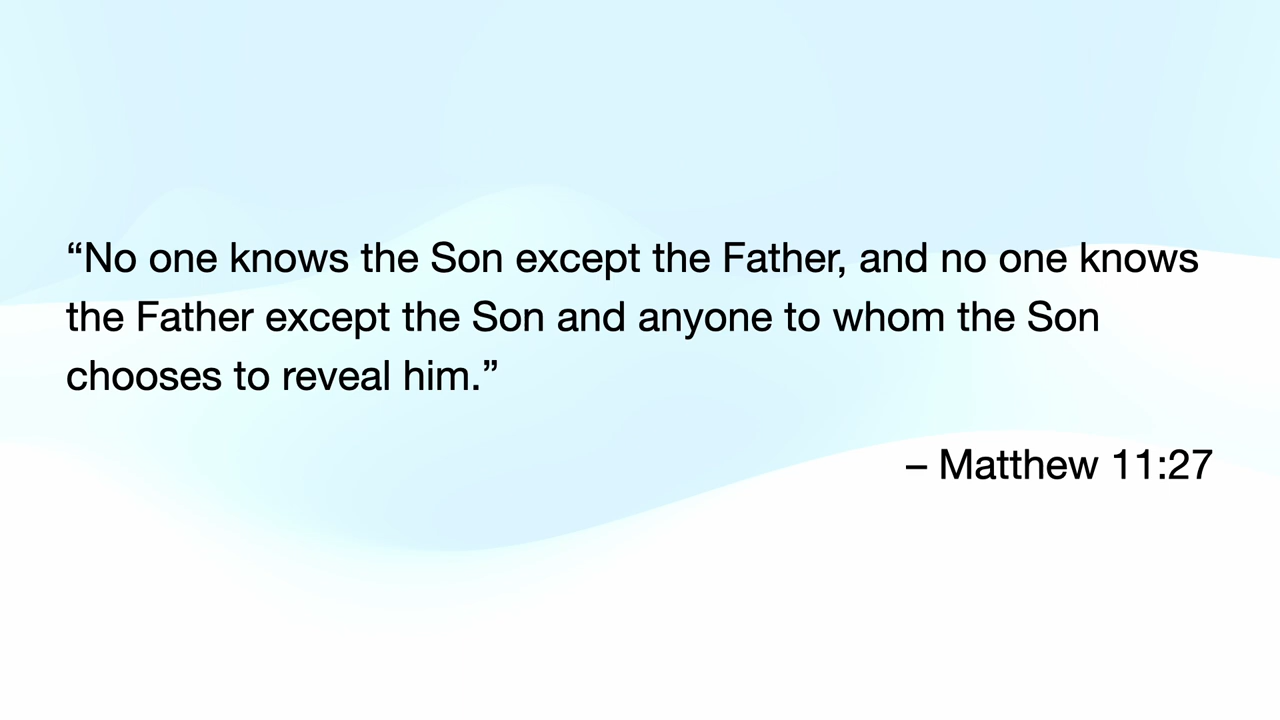 “No one knows the Son except the Father, and no one knows
the Father except the Son and anyone to whom the Son
chooses to reveal him.”
– Matthew 11:27